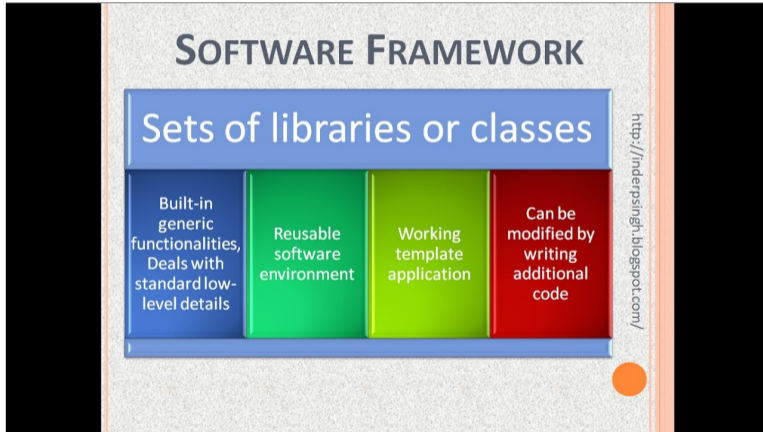 SOFTWARE FRAMEWORK
Sets of libraries or classes
Built-in
generic
functionalities,
Deals with
standard low-
level details
Reusable
software
environment
Working
template
application
Can be
modified by
writing
additional
code
http://inderpsingh.blogspot.com/